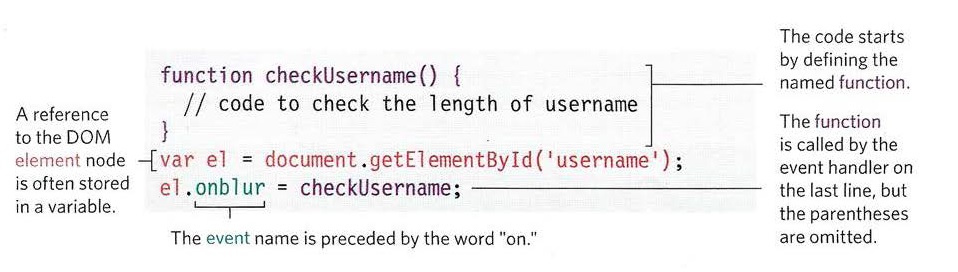 The code starts
by defining the
named function.
function checkUsername() {
// code to check the length of username
}
var el = document.getElementById('username');
el.onblur = checkUsername;
A reference
to the DOM
element node
is often stored
in a variable.
The function
is called by the
event handler on
the last line, but
the parentheses
are omitted.
The event name is preceded by the word "on."